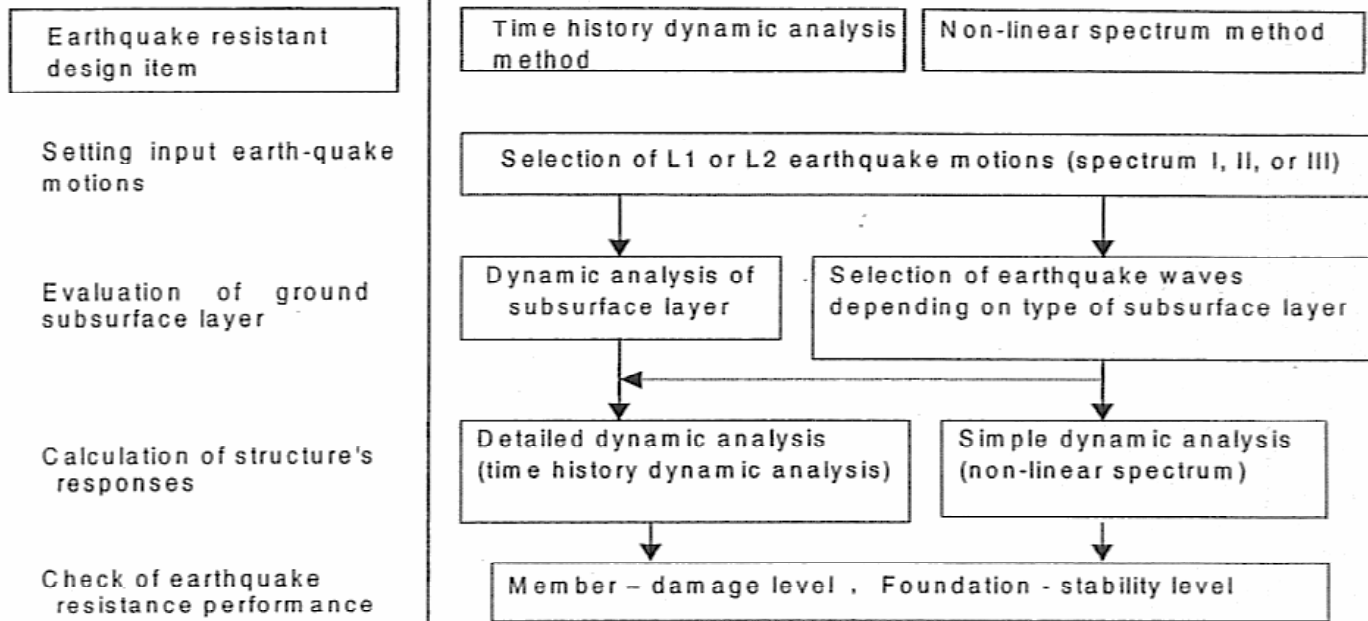 Earthquake resistant
design item
Time history dynamic analysis
method
Non-linear spectrum method
Setting input earth-quake
motions
Selection of L1 or L2 earthquake motions (spectrum I, II, or III)
Evaluation of ground
subsurface layer
Dynamic analysis of
subsurface layer
Selection of earthquake waves
depending on type of subsurface layer
Calculation of structure's
responses
Detailed dynamic analysis
(time history dynamic analysis)
Simple dynamic analysis
(non-linear spectrum)
Check of earthquake
resistance performance
Member – damage level , Foundation - stability level